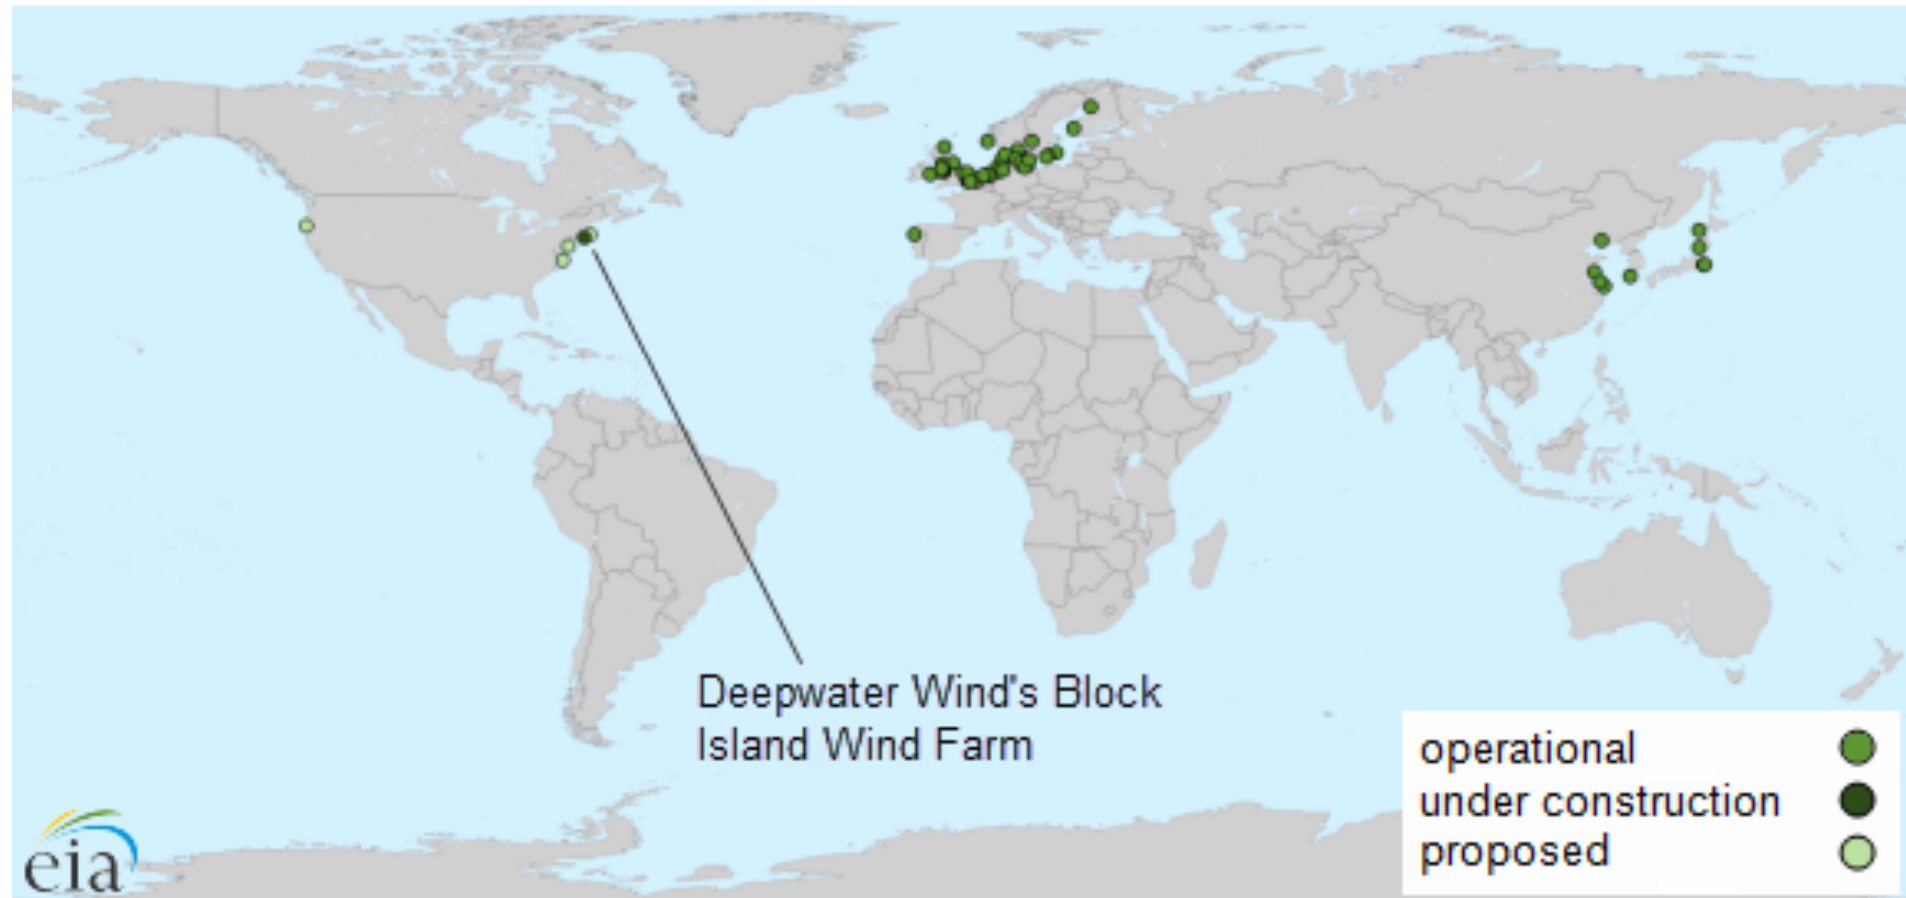 Deepwater Wind's Block
Island Wind Farm
operational
under construction
proposed
eia